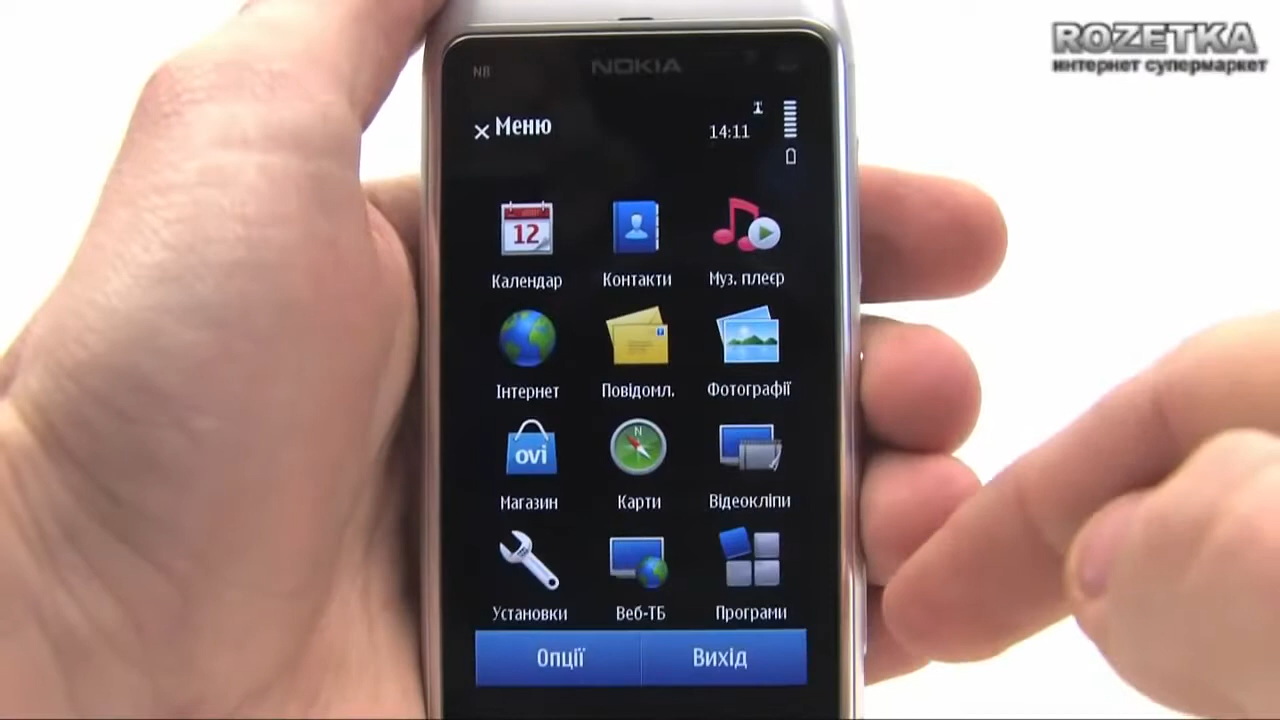 ROZETKA
интернет супермаркет
N8
NOKIA
Меню
14:11
12
Календар
Контакти
Муз. плеєр
Інтернет
Повідомл.
Фотографії
ovi
N
Магазин
Карти
Відеокліпи
Установки
Веб-ТБ
Програми
Опції
Вихід